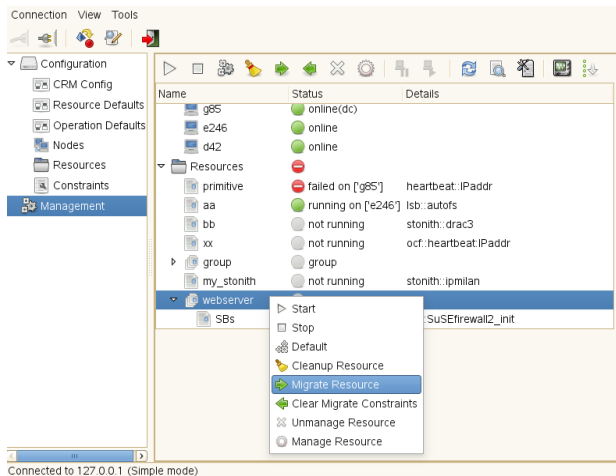 Connection View Tools
Configuration
CRM Config
Resource Defaults
Operation Defaults
Nodes
Resources
Constraints
Management
Name Status Details
g85 online(dc)
e246 online
d42 online
Resources
primitive failed on ['g85'] heartbeat::IPaddr
aa running on ['e246'] lsb::autofs
bb not running stonith::drac3
xx not running ocf::heartbeat:IPaddr
group group
my_stonith not running stonith::ipmilan
webserver
SBs :SuSEfirewall2_init
Start
Stop
Default
Cleanup Resource
Migrate Resource
Clear Migrate Constraints
Unmanage Resource
Manage Resource
Connected to 127.0.0.1 (Simple mode)